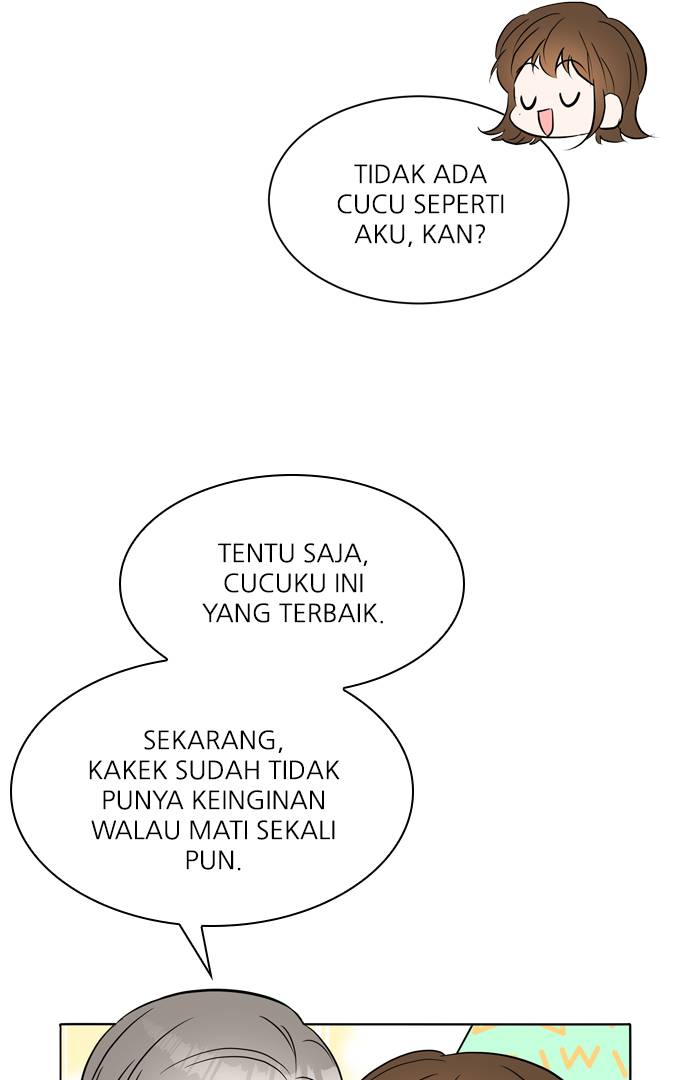 TIDAK ADA
CUCU SEPERTI
AKU, KAN?
TENTU SAJA,
CUCUKU INI
YANG TERBAIK.
SEKARANG,
KAKEK SUDAH TIDAK
PUNYA KEINGINAN
WALAU MATI SEKALI
PUN.